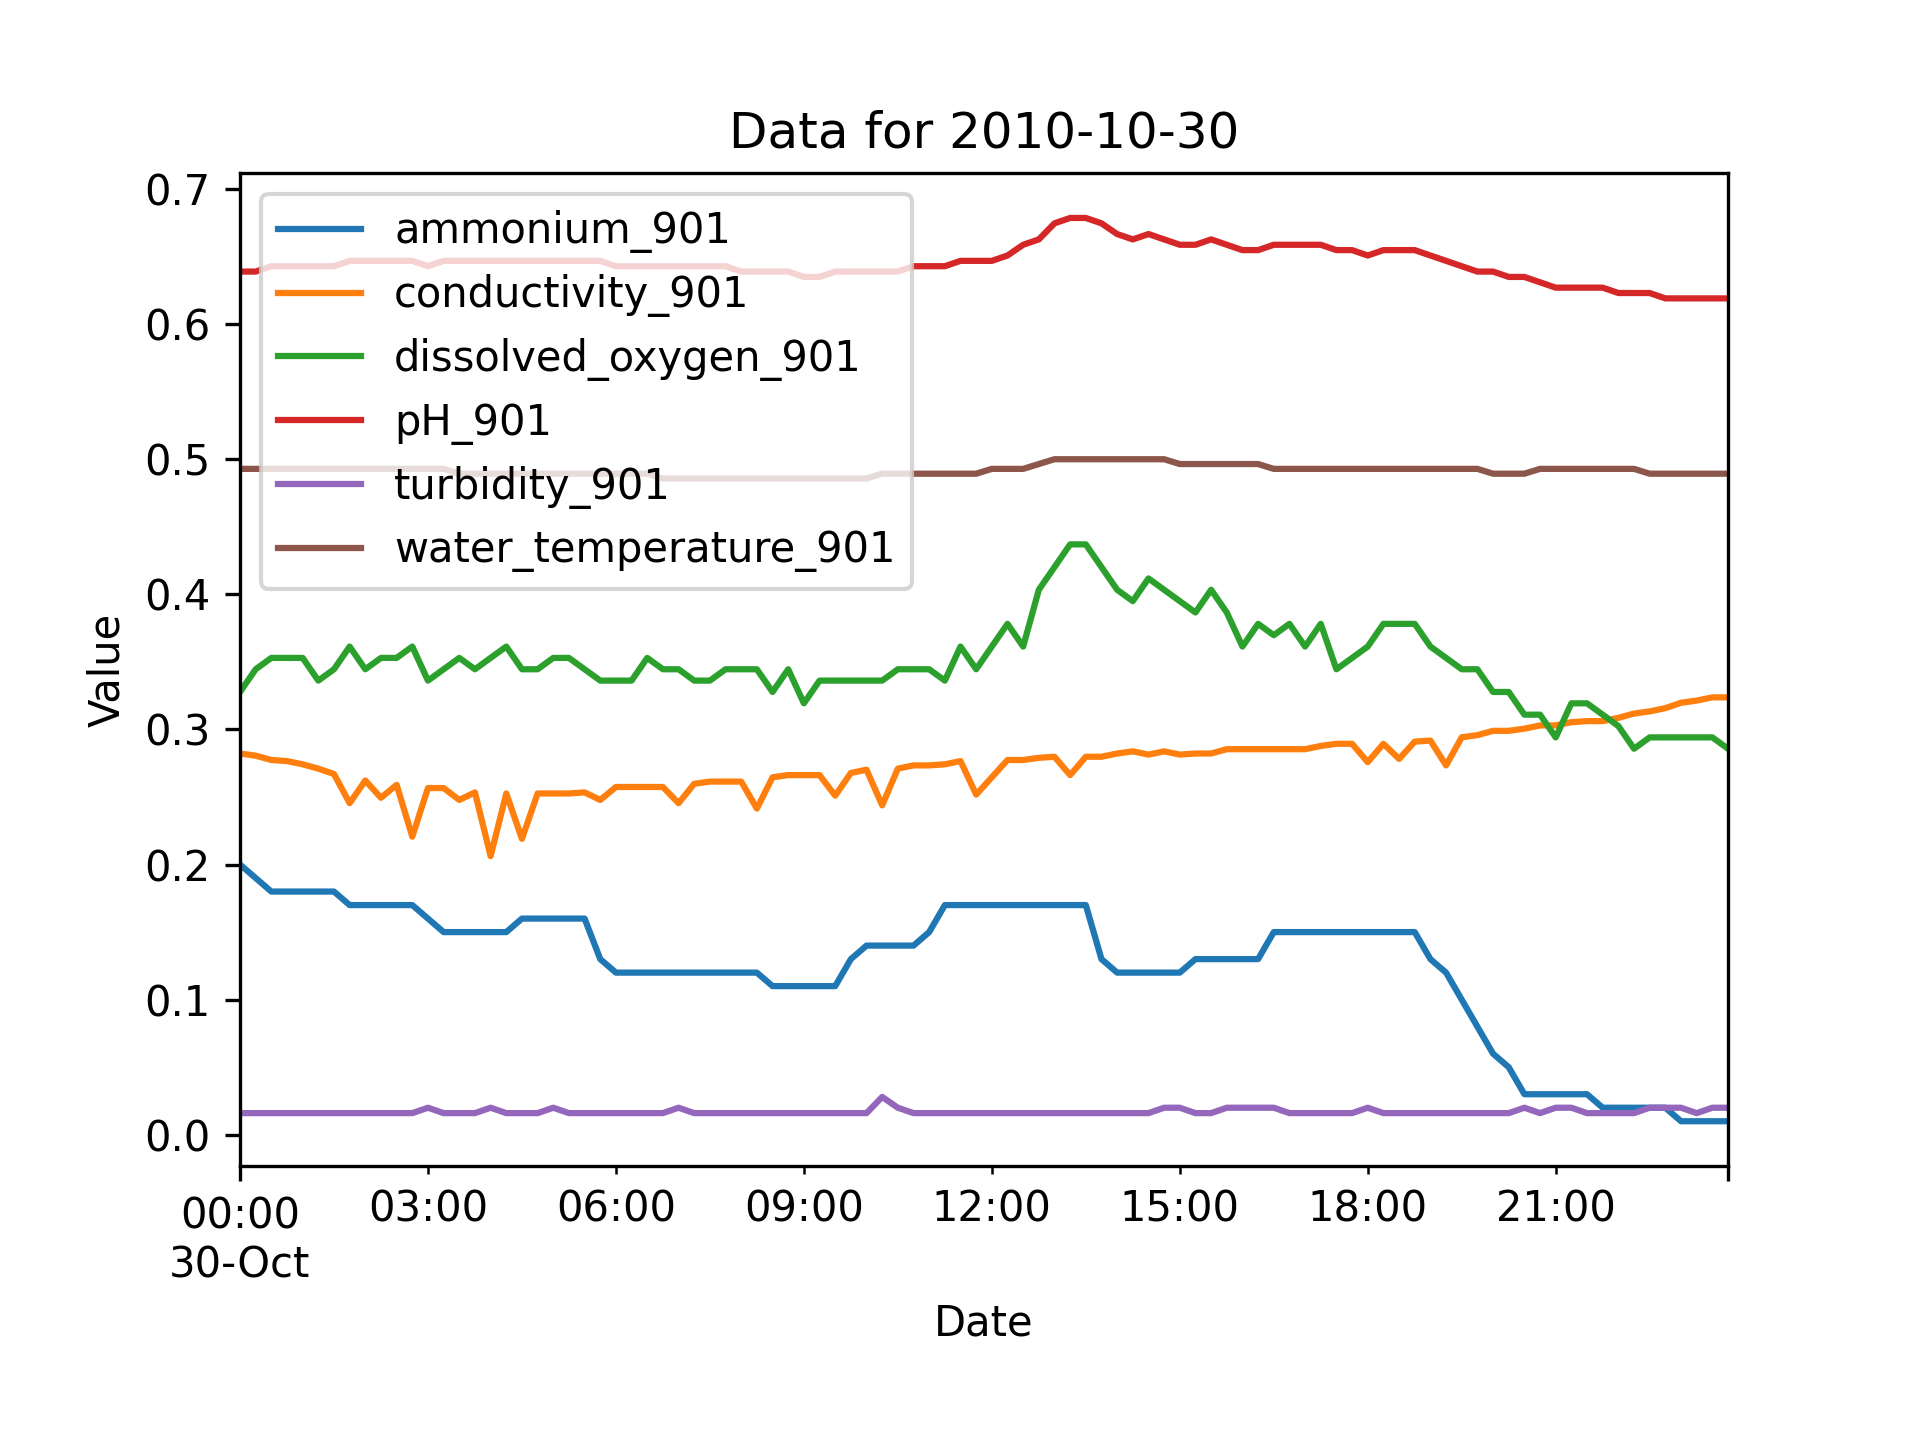 Data for 2010-10-30
0.7
0.6
0.5
0.4
0.3
0.2
0.1
0.0
Value
ammonium_901
conductivity_901
dissolved_oxygen_901
pH_901
turbidity_901
water_temperature_901
00:00 03:00 06:00 09:00 12:00 15:00 18:00 21:00
30-Oct
Date